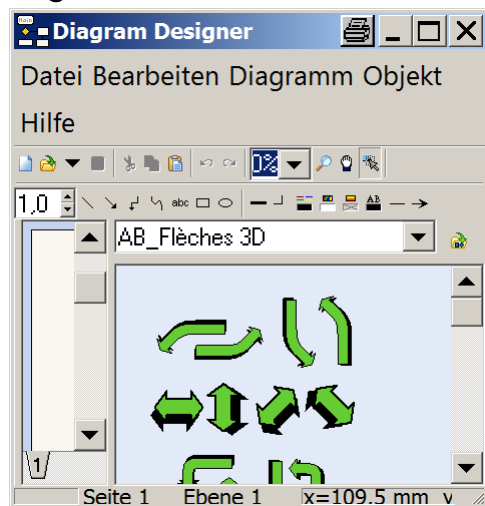 Diagram Designer
Datei Bearbeiten Diagramm Objekt
Hilfe
0%
1,0 abc AB
AB_Flèches 3D
1
Seite 1 Ebene 1 x=109.5 mm